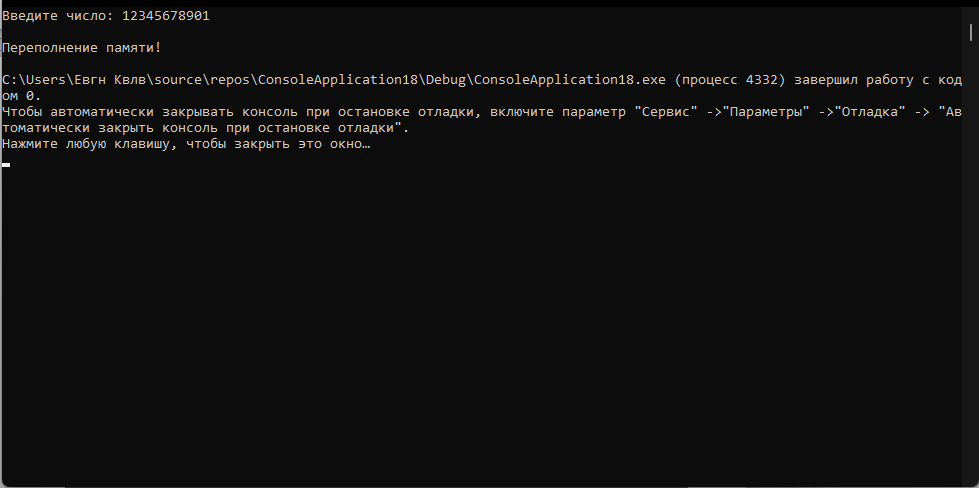 Введите число: 12345678901
Переполнение памяти!
C:\Users\Евгн Квлв\source\repos\ConsoleApplication18\Debug\ConsoleApplication18.exe (процесс 4332) завершил работу с код
ом 0.
Чтобы автоматически закрывать консоль при остановке отладки, включите параметр "Сервис" ->"Параметры" ->"Отладка" -> "Ав
томатически закрыть консоль при остановке отладки".
Нажмите любую клавишу, чтобы закрыть это окно…